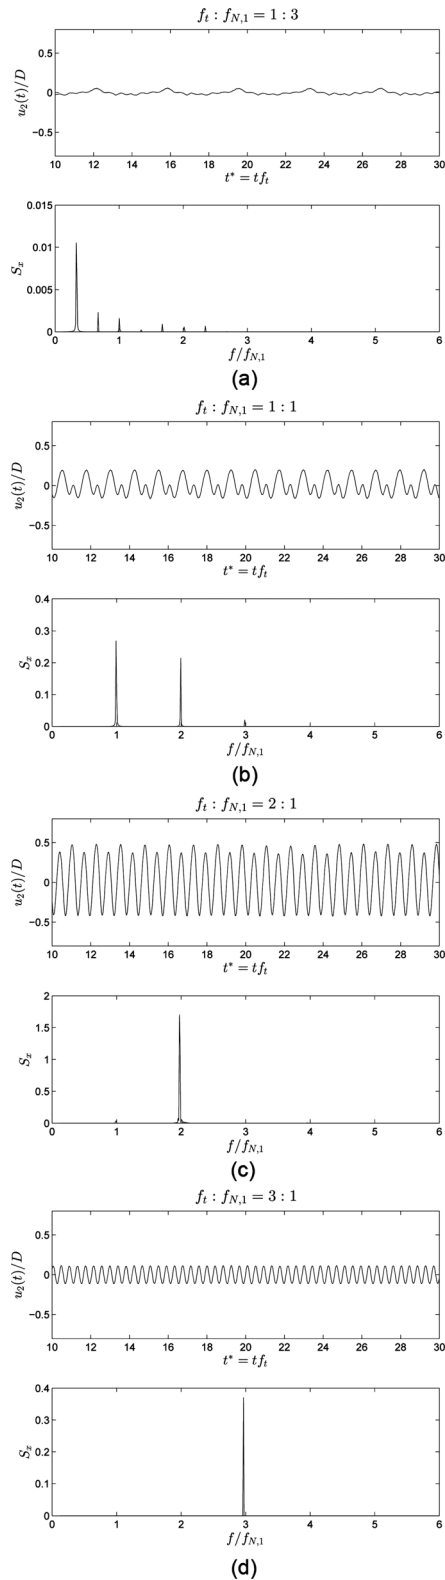 f_t : f_{N,1} = 1 : 3
u_2(t)/D
0.5
0
−0.5
10 12 14 16 18 20 22 24 26 28 30
t* = tf_t
S_x
0.015
0.01
0.005
0
0 1 2 3 4 5 6
f/f_{N,1}
(a)
f_t : f_{N,1} = 1 : 1
u_2(t)/D
0.5
0
−0.5
10 12 14 16 18 20 22 24 26 28 30
t* = tf_t
S_x
0.4
0.3
0.2
0.1
0
0 1 2 3 4 5 6
f/f_{N,1}
(b)
f_t : f_{N,1} = 2 : 1
u_2(t)/D
0.5
0
−0.5
10 12 14 16 18 20 22 24 26 28 30
t* = tf_t
S_x
2
1.5
1
0.5
0
0 1 2 3 4 5 6
f/f_{N,1}
(c)
f_t : f_{N,1} = 3 : 1
u_2(t)/D
0.5
0
−0.5
10 12 14 16 18 20 22 24 26 28 30
t* = tf_t
S_x
0.4
0.3
0.2
0.1
0
0 1 2 3 4 5 6
f/f_{N,1}
(d)